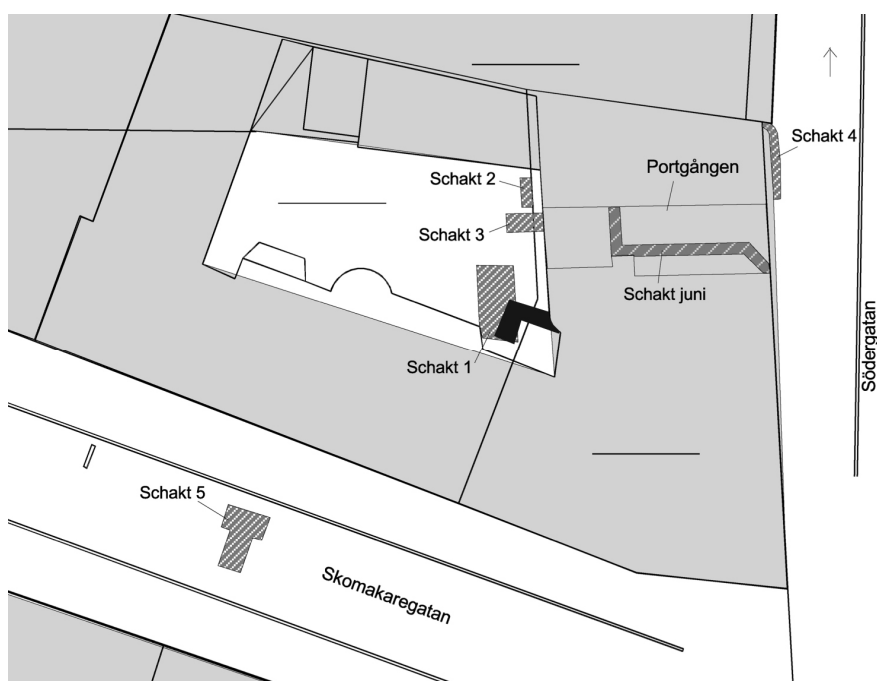 Schakt 4
Portgången
Schakt 2
Schakt 3
Schakt juni
Södergatan
Schakt 1
Schakt 5
Skomakaregatan